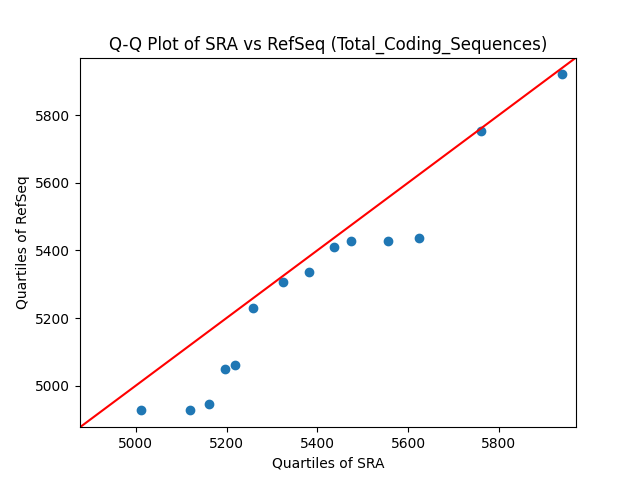 Q-Q Plot of SRA vs RefSeq (Total_Coding_Sequences)
5800
5600
5400
5200
5000
Quartiles of RefSeq
5000 5200 5400 5600 5800
Quartiles of SRA